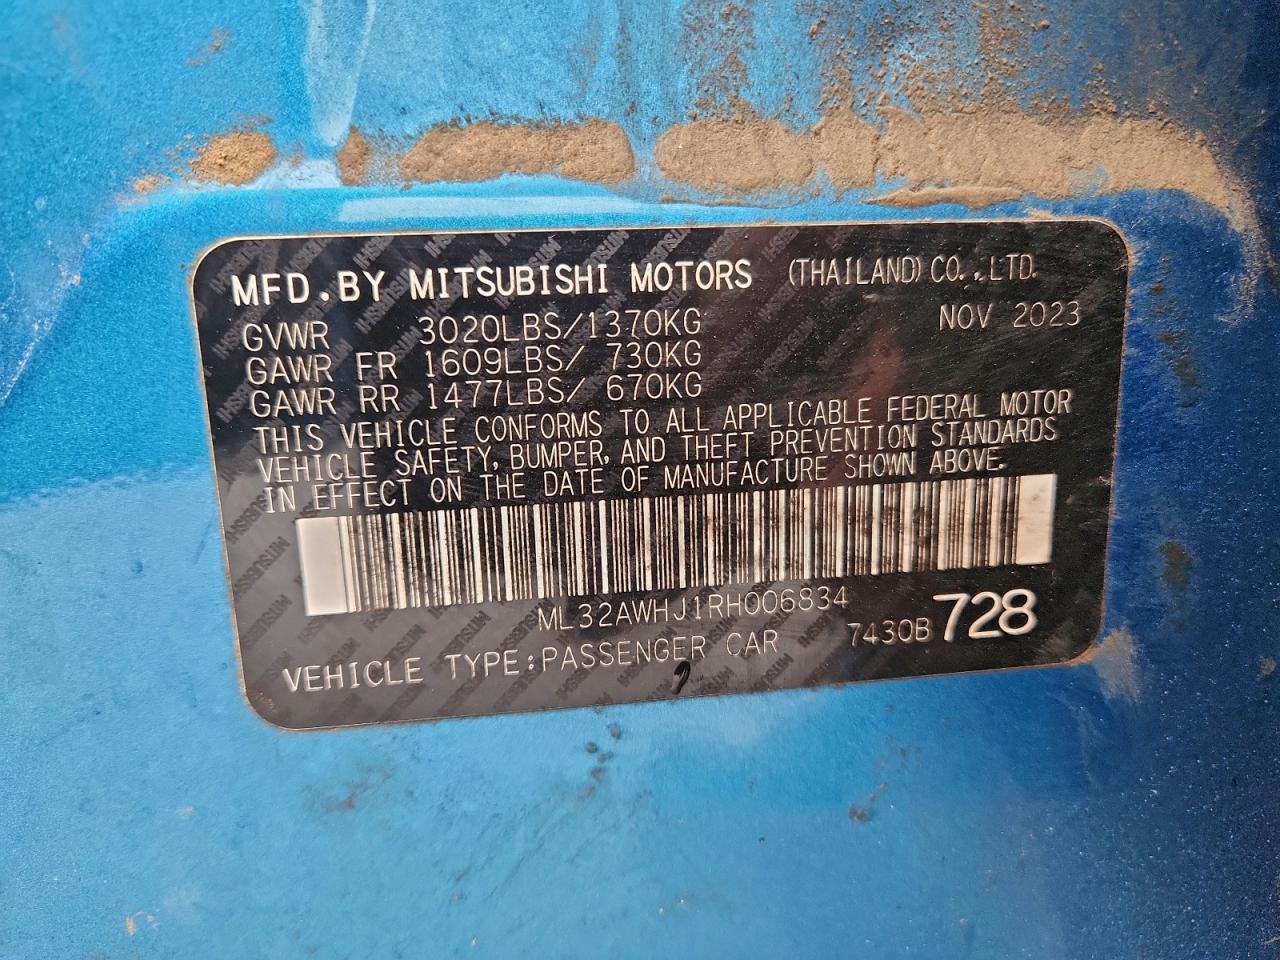 MFD.BY MITSUBISHI MOTORS (THAILAND) CO.,LTD.
GVWR 3020LBS/1370KG NOV 2023
GAWR FR 1609LBS/ 730KG
GAWR RR 1477LBS/ 670KG
THIS VEHICLE CONFORMS TO ALL APPLICABLE FEDERAL MOTOR
VEHICLE SAFETY, BUMPER, AND THEFT PREVENTION STANDARDS
IN EFFECT ON THE DATE OF MANUFACTURE SHOWN ABOVE.
ML32AWHJ1RH006834
7430B 728
VEHICLE TYPE:PASSENGER CAR